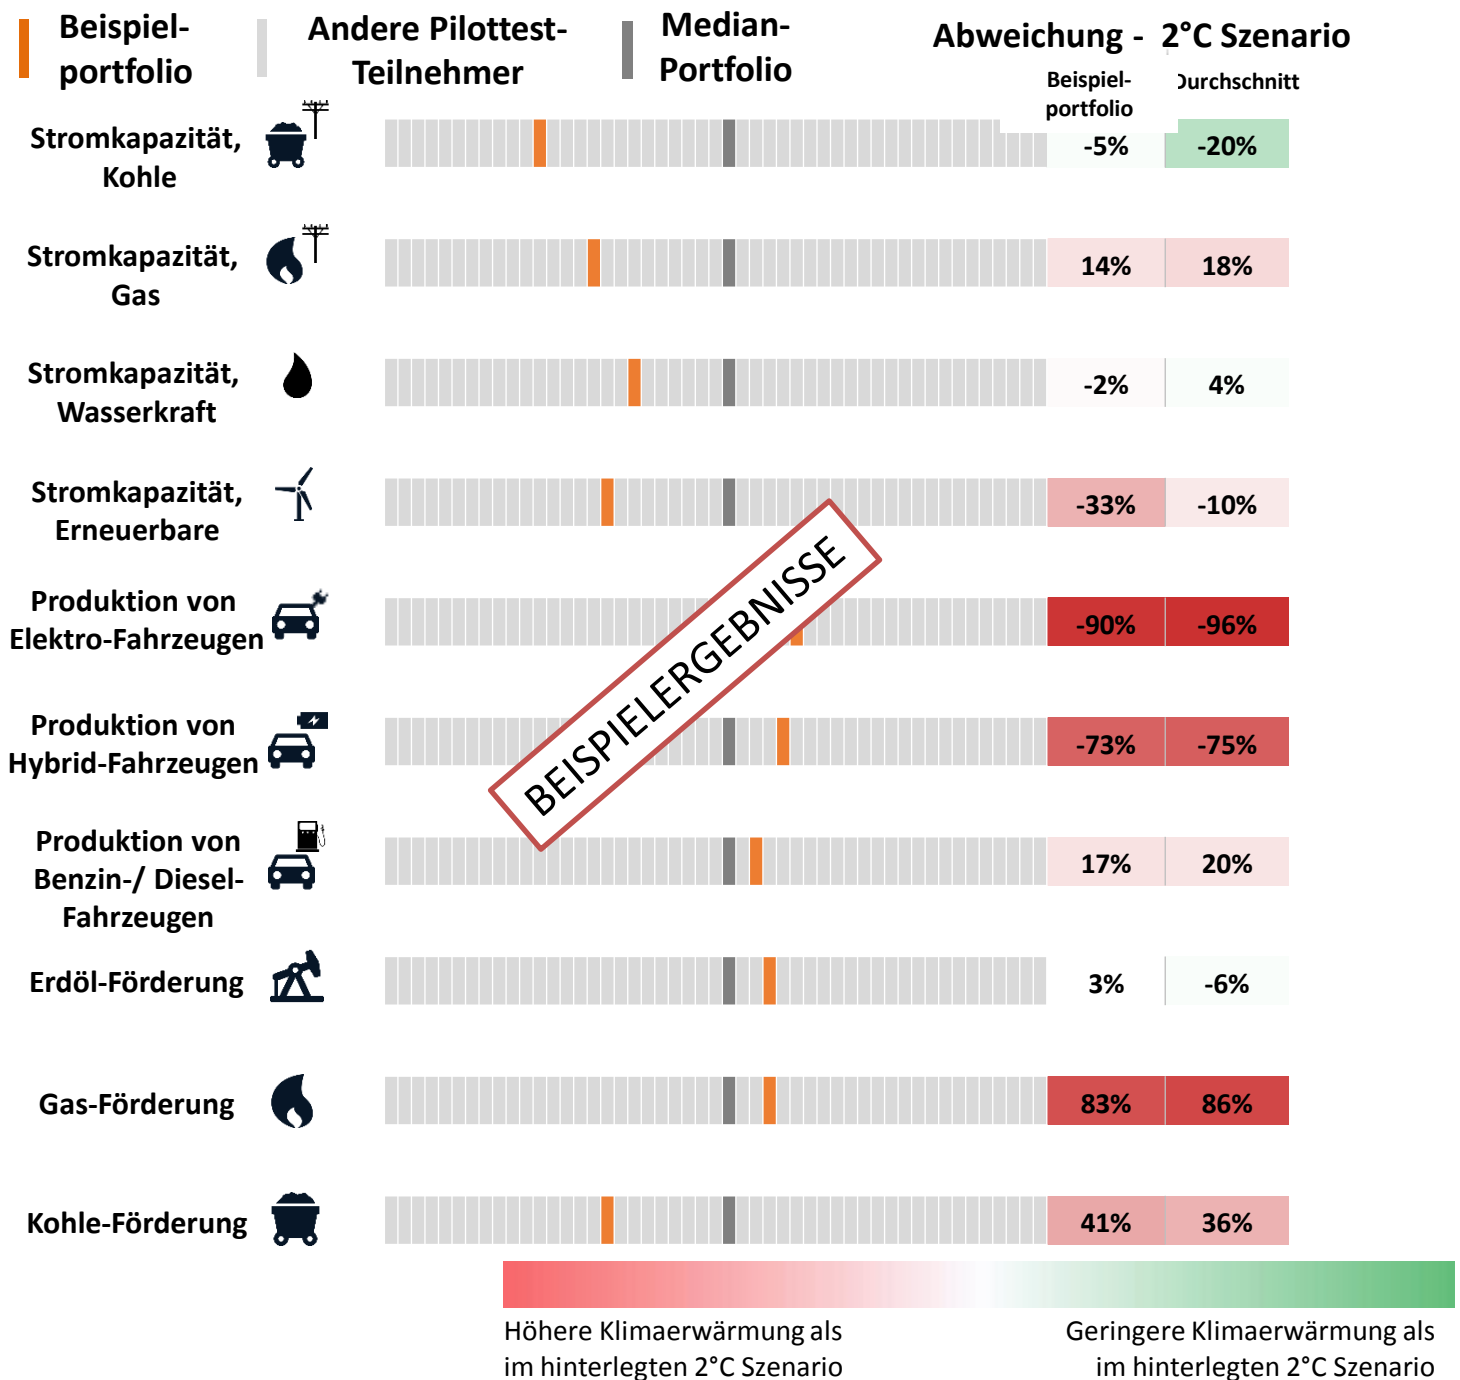 Beispiel-
portfolio
Andere Pilottest-
Teilnehmer
Median-
Portfolio
Abweichung - 2°C Szenario
Beispiel-
portfolio
Durchschnitt
Stromkapazität,
Kohle
-5%
-20%
Stromkapazität,
Gas
14%
18%
Stromkapazität,
Wasserkraft
-2%
4%
Stromkapazität,
Erneuerbare
-33%
-10%
Produktion von
Elektro-Fahrzeugen
-90%
-96%
BEISPIELERGEBNISSE
Produktion von
Hybrid-Fahrzeugen
-73%
-75%
Produktion von
Benzin-/ Diesel-
Fahrzeugen
17%
20%
Erdöl-Förderung
3%
-6%
Gas-Förderung
83%
86%
Kohle-Förderung
41%
36%
Höhere Klimaerwärmung als
im hinterlegten 2°C Szenario
Geringere Klimaerwärmung als
im hinterlegten 2°C Szenario